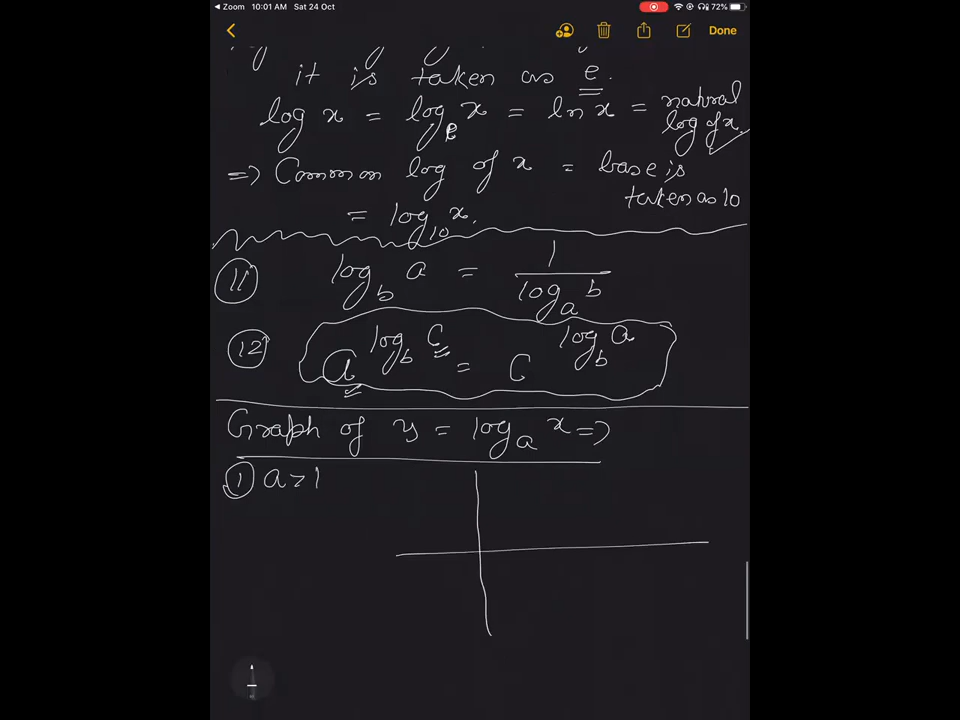 Zoom 10:01 AM Sat 24 Oct 72%
Done
it is taken as e.
log x = log_e x = ln x = natural log of x.
=> Common log of x = base is taken as 10
= log_10 x.
11 log_b a = 1 / log_a b
12 a^log_b c = c^log_b a
Graph of y = log_a x =>
1 a > 1